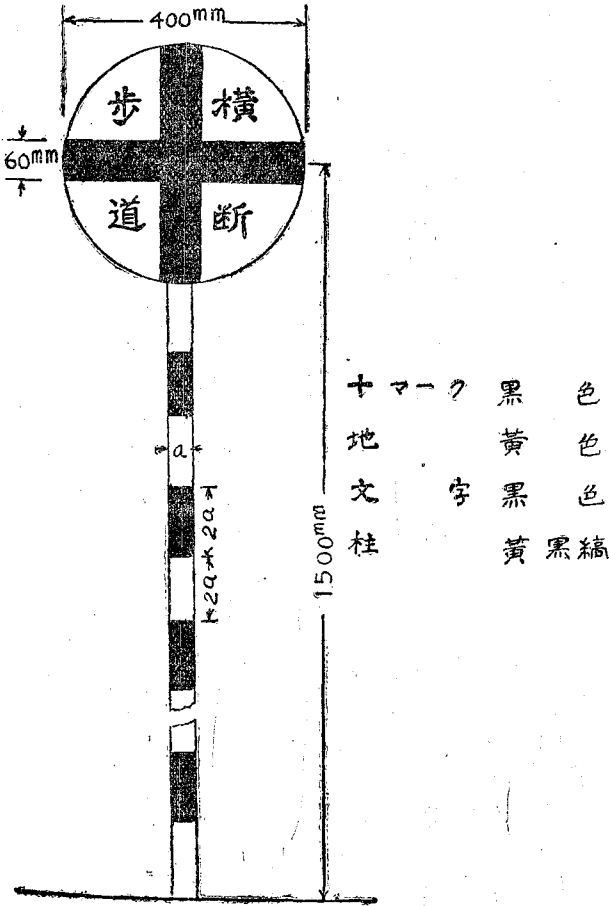 400mm
歩 横
60mm
道 断
十マーク 黒色
a
地 黄色
2a 2a
文字 黒色
1500mm
柱 黄黒縞